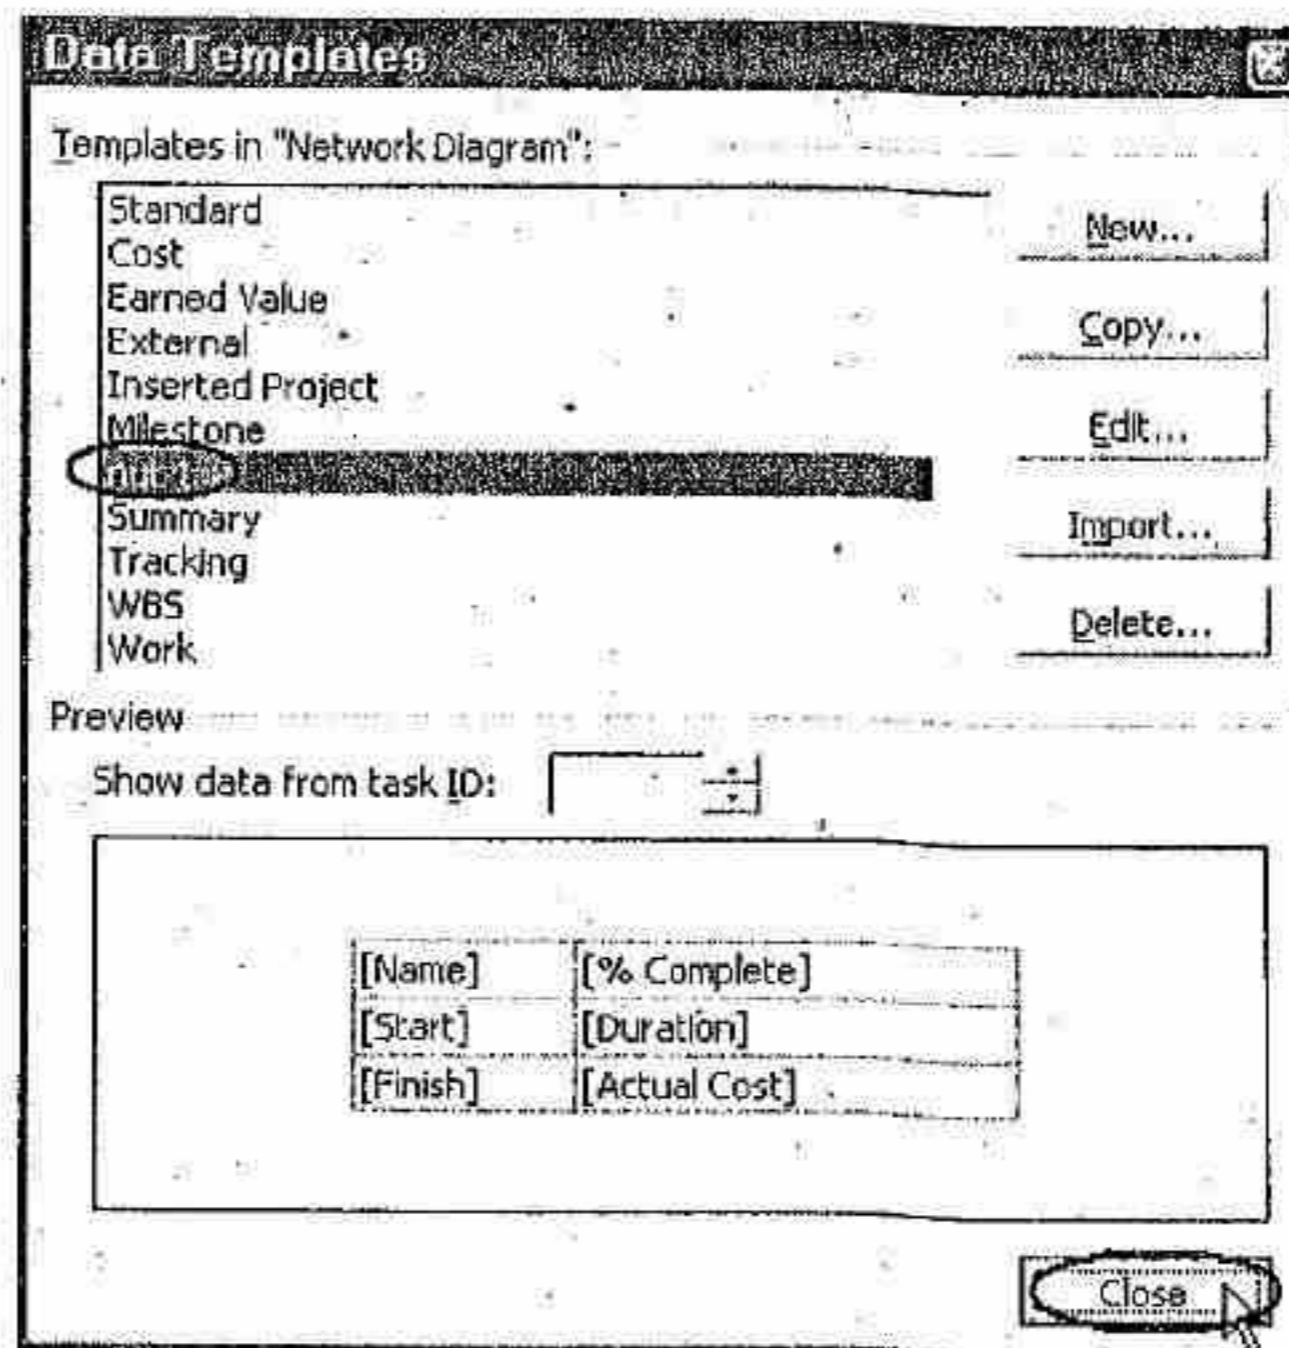 Data Templates
Templates in "Network Diagram":
Standard
Cost
Earned Value
External
Inserted Project
Milestone
Summary
Tracking
WBS
Work
New...
Copy...
Edit...
Import...
Delete...
Preview
Show data from task ID:
[Name] [% Complete]
[Start] [Duration]
[Finish] [Actual Cost]
Close